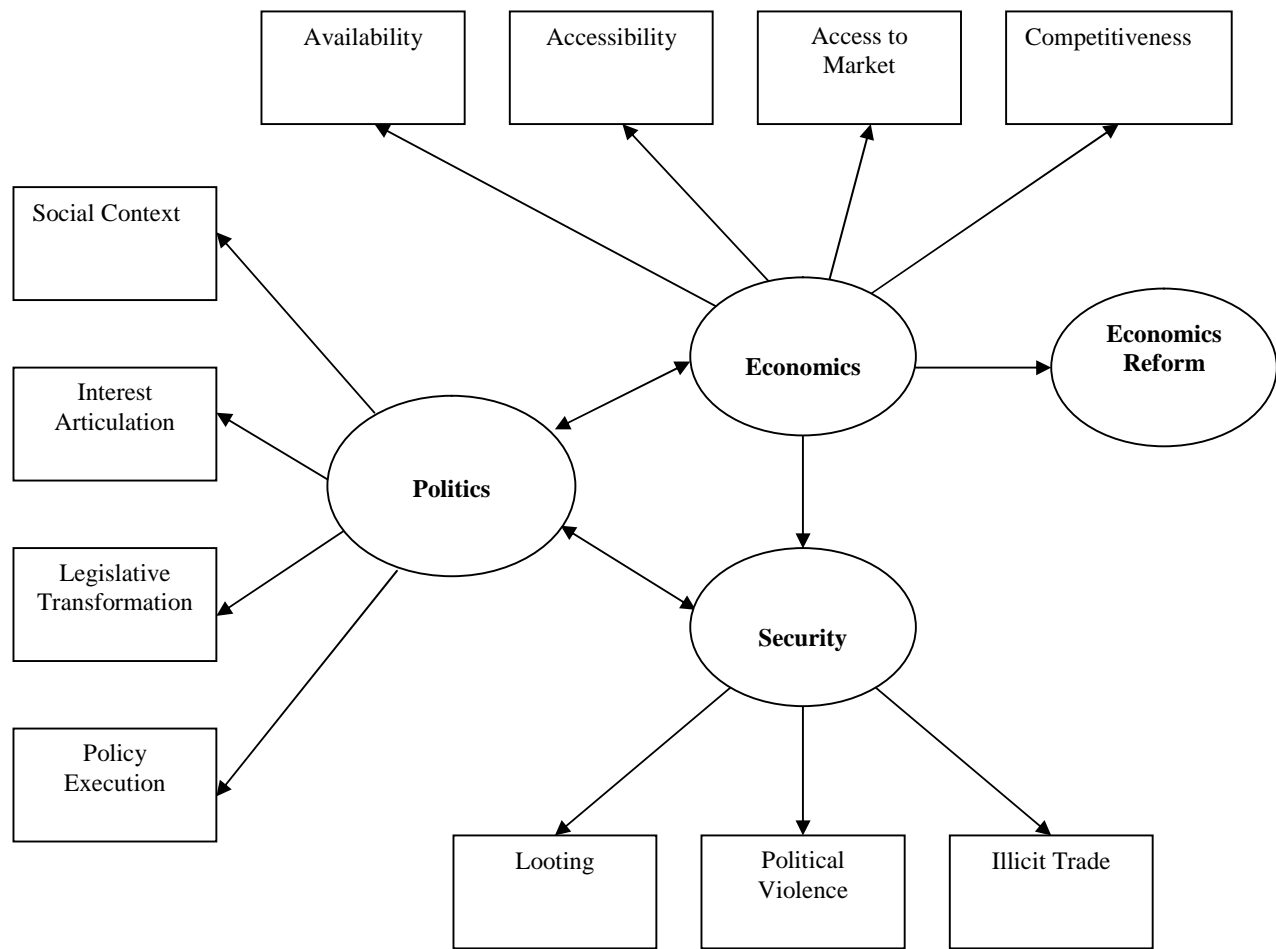 Availability
Accessibility
Access to
Market
Competitiveness
Social Context
Interest
Articulation
Legislative
Transformation
Policy
Execution
Politics
Economics
Economics
Reform
Security
Looting
Political
Violence
Illicit Trade